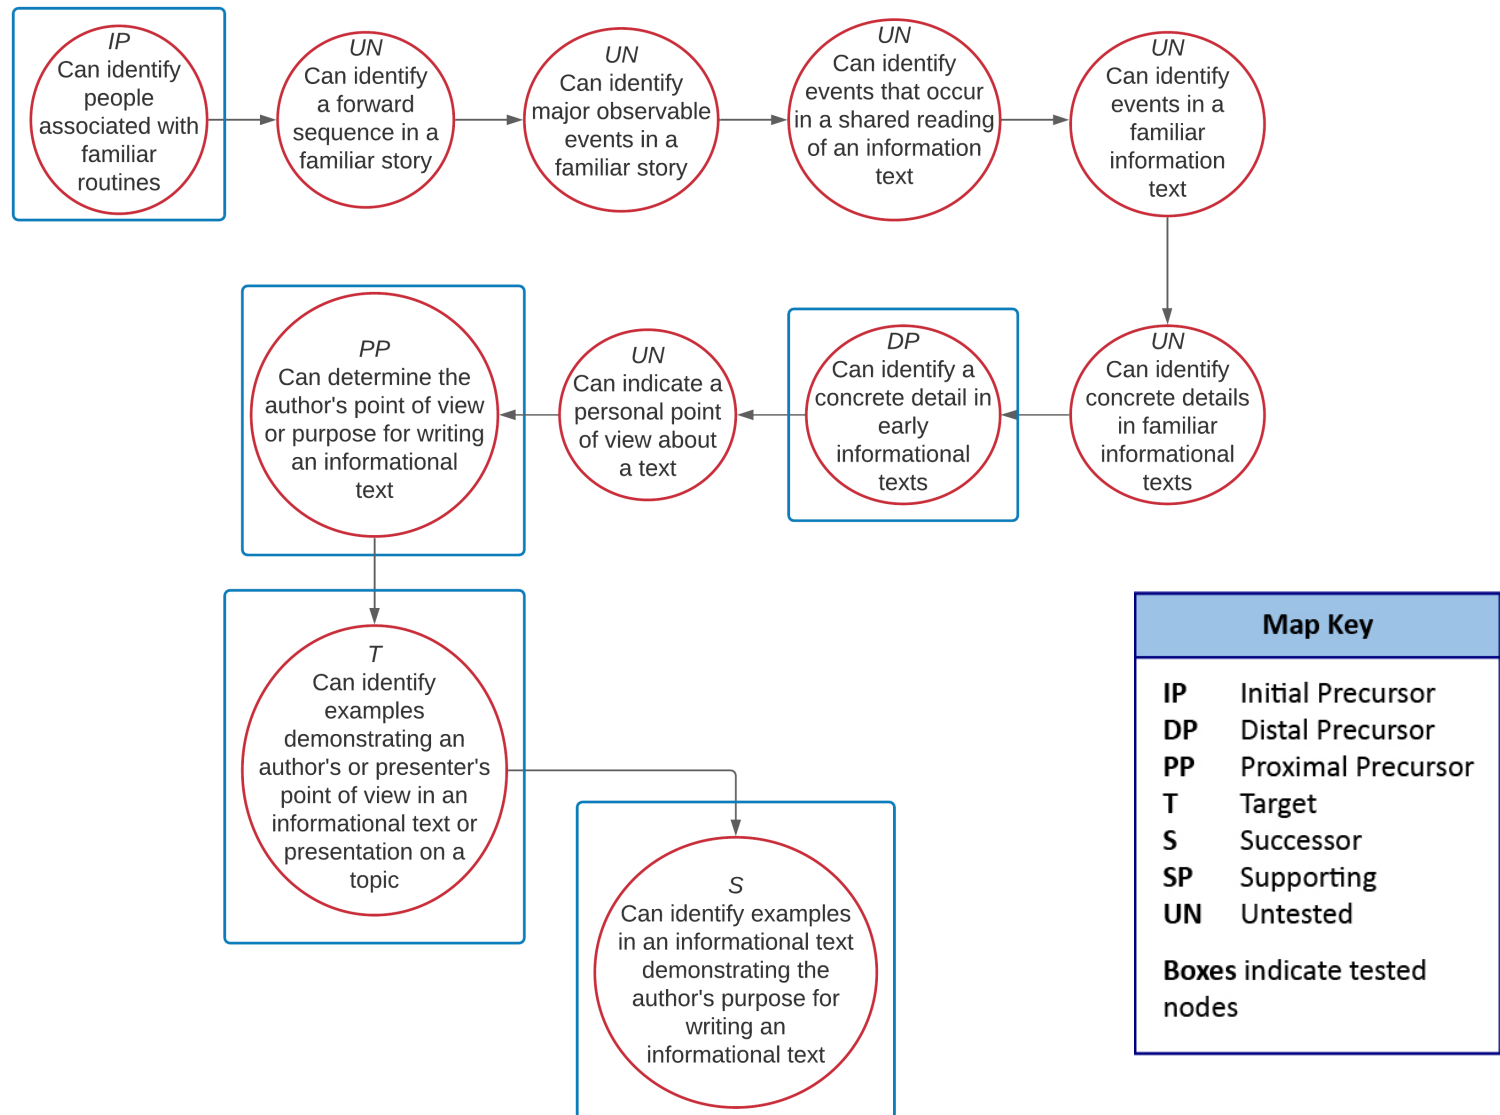 IP
Can identify
people
associated with
familiar
routines
UN
Can identify
a forward
sequence in a
familiar story
UN
Can identify
major observable
events in a
familiar story
UN
Can identify
events that occur
in a shared reading
of an information
text
UN
Can identify
events in a
familiar
information
text
UN
Can identify
concrete details
in familiar
informational
texts
DP
Can identify a
concrete detail in
early
informational
texts
UN
Can indicate a
personal point
of view about
a text
PP
Can determine the
author's point of view
or purpose for writing
an informational
text
T
Can identify
examples
demonstrating an
author's or presenter's
point of view in an
informational text or
presentation on a
topic
S
Can identify examples
in an informational text
demonstrating the
author's purpose for
writing an
informational text
Map Key
IP Initial Precursor
DP Distal Precursor
PP Proximal Precursor
T Target
S Successor
SP Supporting
UN Untested
Boxes indicate tested
nodes